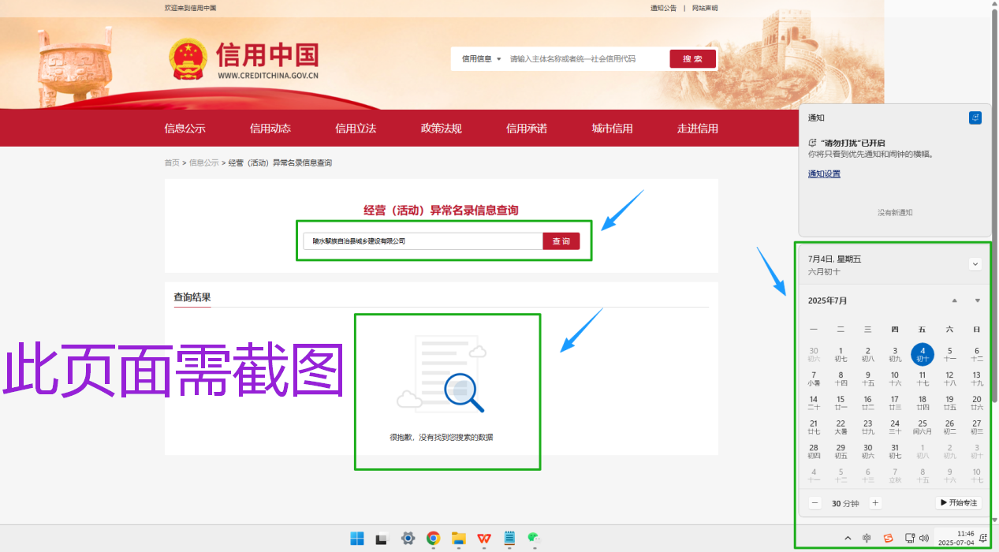 欢迎来到信用中国
通知公告 | 网站声明
信用中国
WWW.CREDITCHINA.GOV.CN
信用信息 请输入主体名称或者统一社会信用代码 搜 索
信息公示 信用动态 信用立法 政策法规 信用承诺 城市信用 走进信用
首页 > 信息公示 > 经营（活动）异常名录信息查询
经营（活动）异常名录信息查询
陵水黎族自治县城乡建设有限公司 查 询
查询结果
此页面需截图
很抱歉，没有找到您搜索的数据
通知
“请勿打扰”已开启
你将只看到优先通知和闹钟的横幅。
通知设置
没有新通知
7月4日, 星期五
六月初十
2025年7月
一 二 三 四 五 六 日
30 1 2 3 4 5 6
初六 初七 初八 初九 初十 十一 十二
7 8 9 10 11 12 13
小暑 十四 十五 十六 十七 十八 十九
14 15 16 17 18 19 20
二十 廿一 廿二 廿三 廿四 廿五 廿六
21 22 23 24 25 26 27
廿七 大暑 廿九 三十 闰六月 初二 初三
28 29 30 31 1 2 3
初四 初五 初六 初七 初八 初九 初十
4 5 6 7 8 9 10
十一 十二 十三 立秋 十五 十六 十七
30 分钟 开始专注
中
11:46
2025-07-04